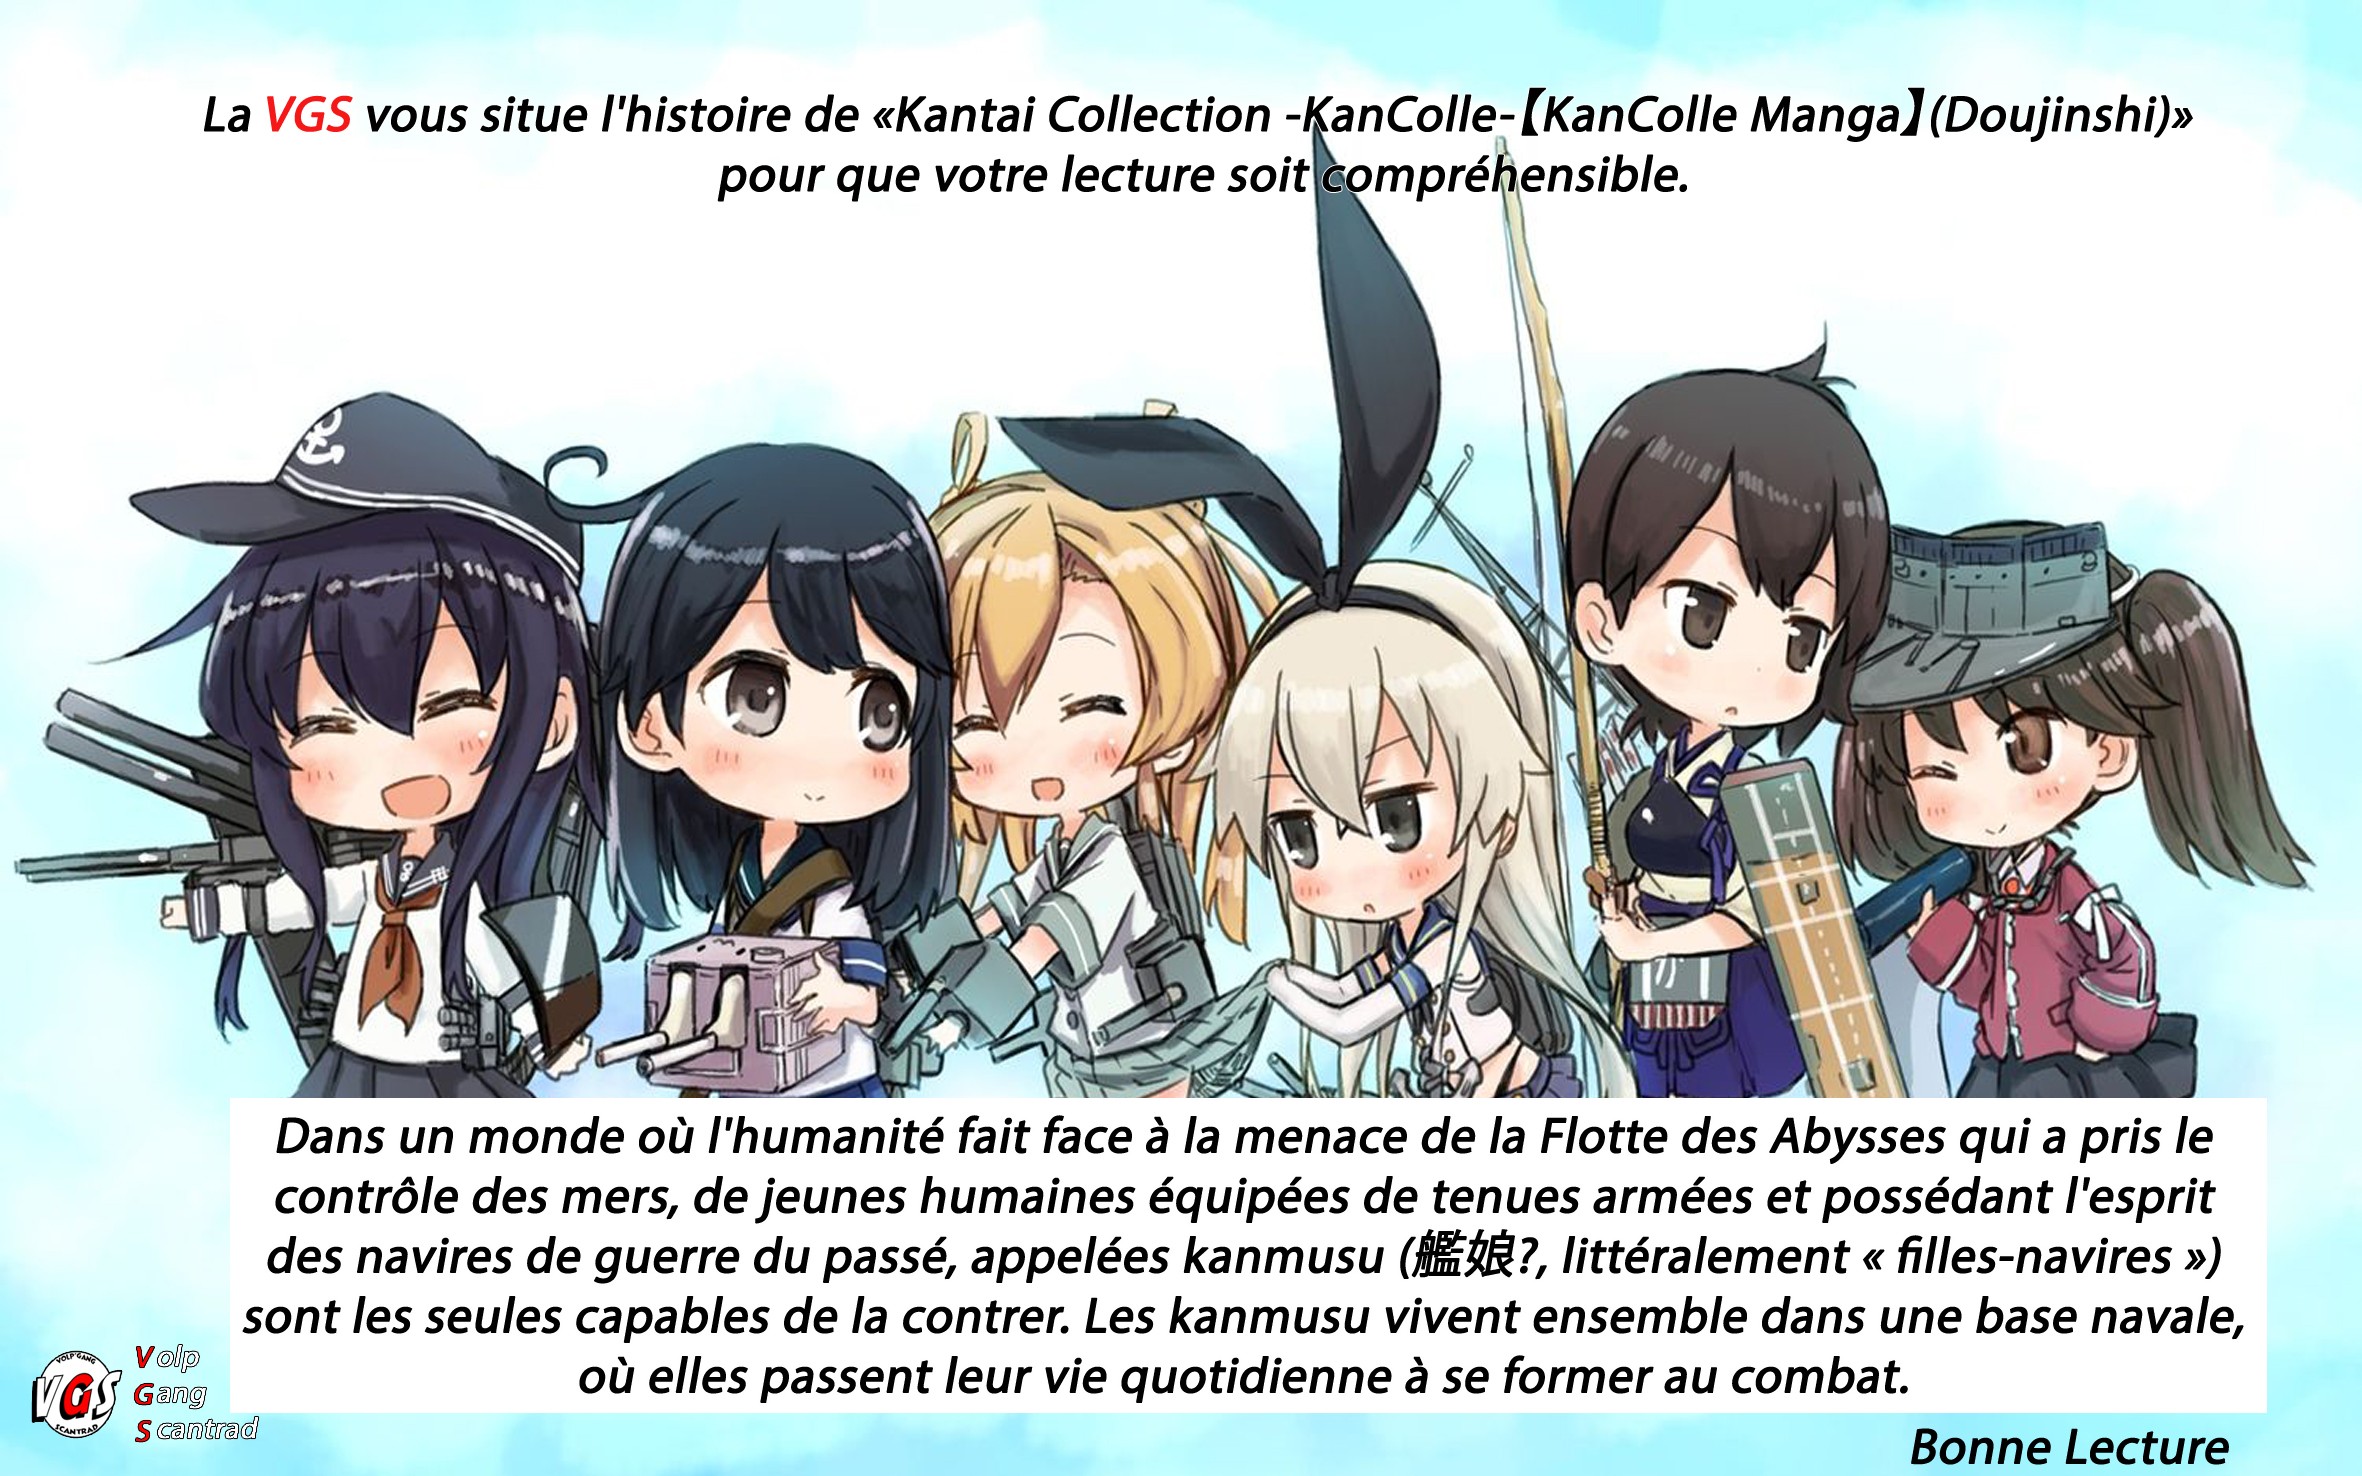 La VGS vous situe l'histoire de «Kantai Collection -KanColle-【KanColle Manga】(Doujinshi)»
pour que votre lecture soit compréhensible.
Dans un monde où l'humanité fait face à la menace de la Flotte des Abysses qui a pris le
contrôle des mers, de jeunes humaines équipées de tenues armées et possédant l'esprit
des navires de guerre du passé, appelées kanmusu (艦娘?, littéralement « filles-navires »)
sont les seules capables de la contrer. Les kanmusu vivent ensemble dans une base navale,
où elles passent leur vie quotidienne à se former au combat.
VOLP'GANG
VGS
SCANTRAD
Volp
Gang
Scantrad
Bonne Lecture